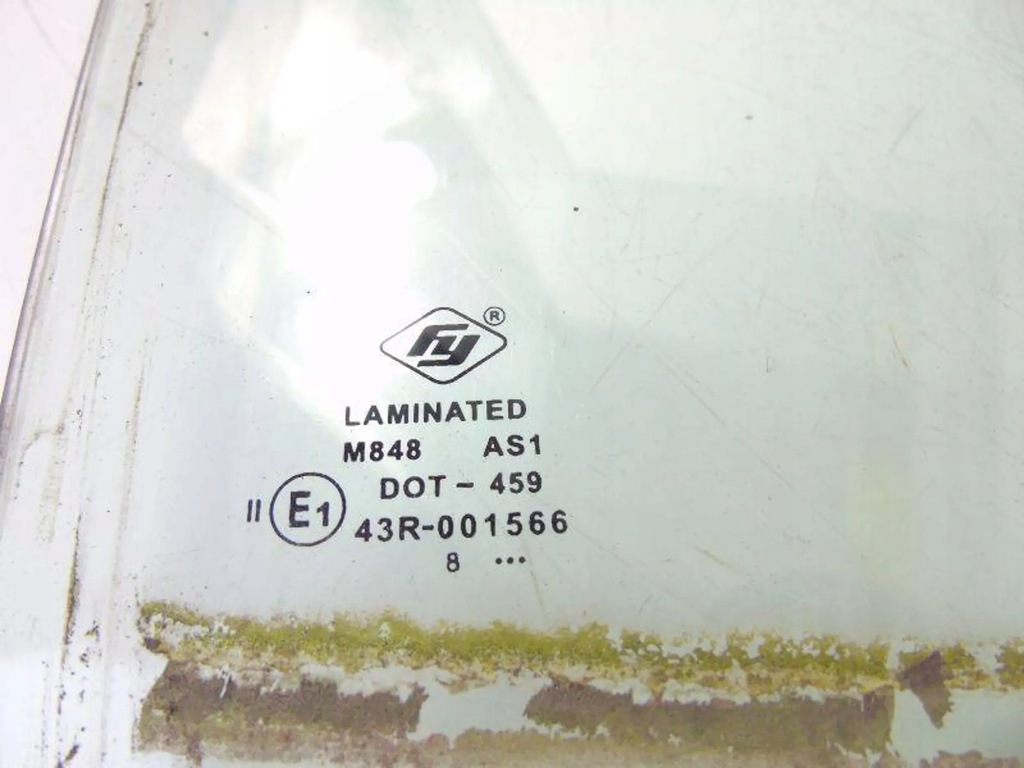 FY ®
LAMINATED
M848 AS1
DOT - 459
II E1 43R-001566
8 •••